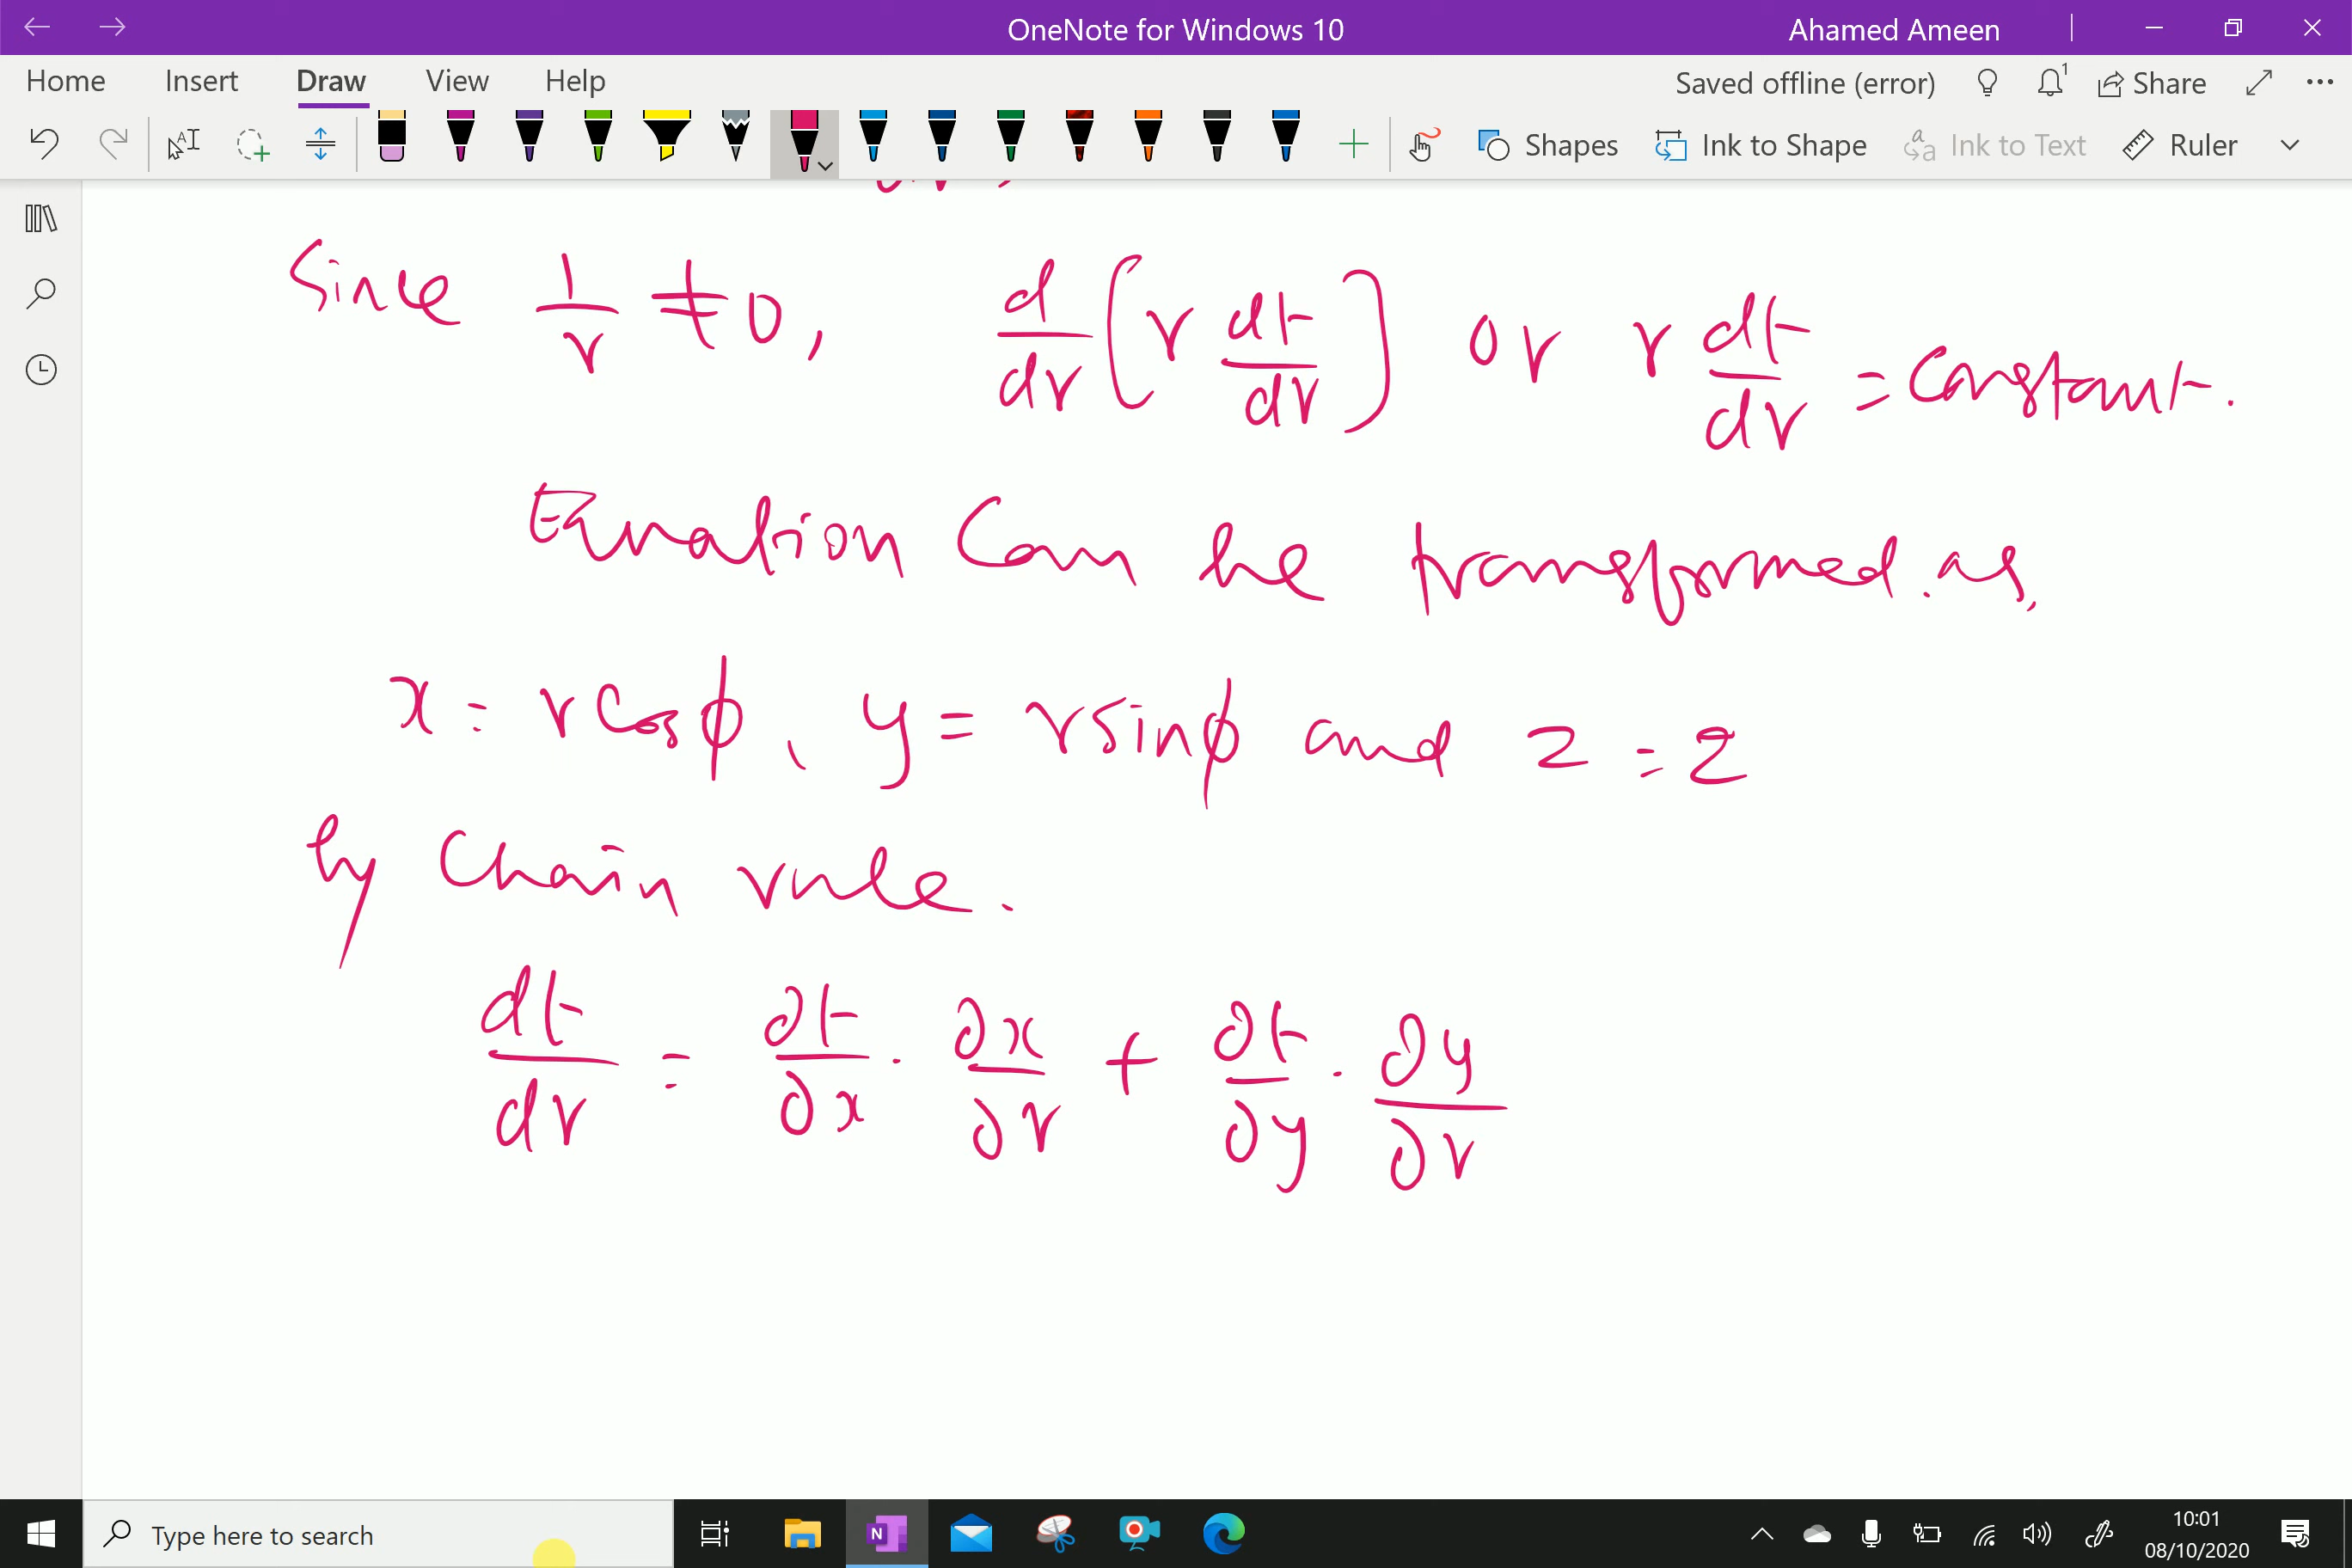 OneNote for Windows 10
Ahamed Ameen
Home Insert Draw View Help
Saved offline (error) 1 Share
Shapes Ink to Shape Ink to Text Ruler
Since 1/r ≠ 0, d/dr (r dt/dr) or r dt/dr = Constant.
Equation Can be transformed as,
x = r Cos φ, y = r sin φ and z = z
by Chain rule.
dt/dr = ∂t/∂x · ∂x/∂r + ∂t/∂y · ∂y/∂r
Type here to search
N
10:01
08/10/2020